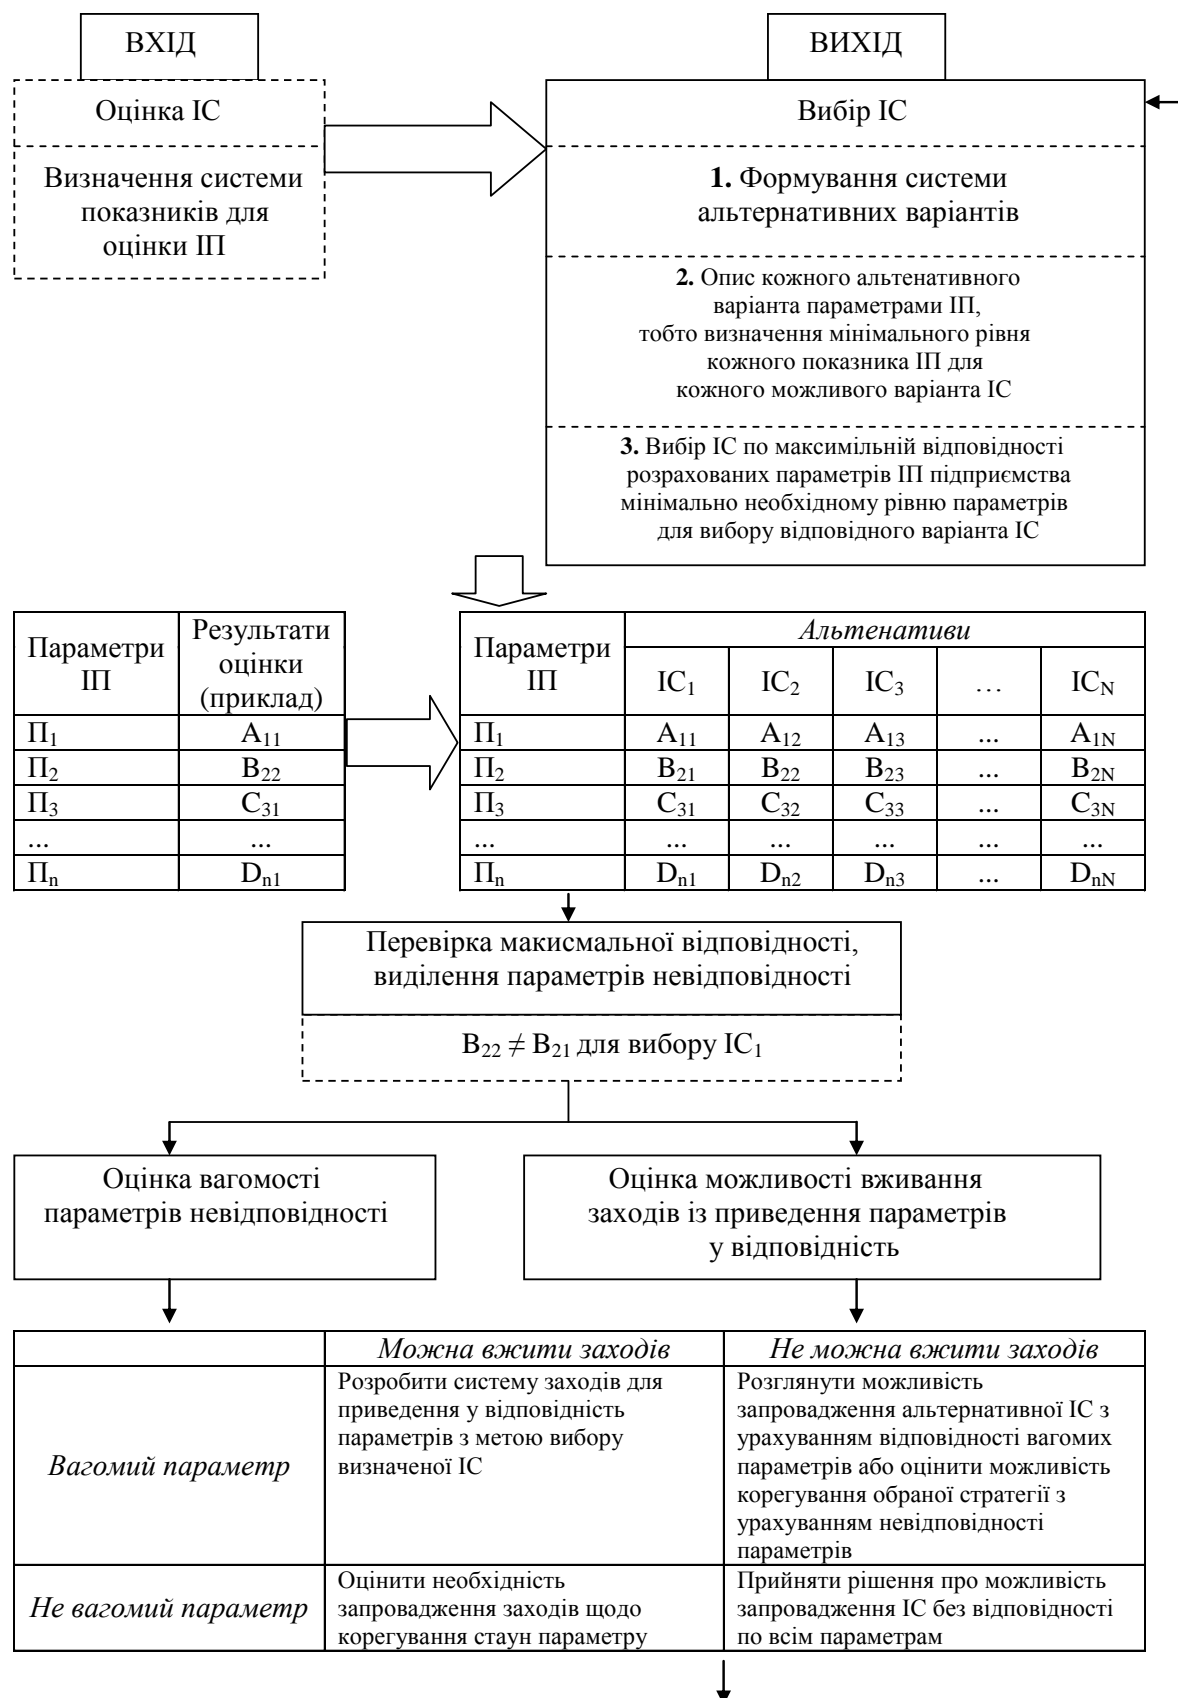 ВХІД
ВИХІД
Оцінка ІС
Визначення системи
показників для
оцінки ІП
Вибір ІС
1. Формування системи
альтернативних варіантів
2. Опис кожного альтенативного
варіанта параметрами ІП,
тобто визначення мінімального рівня
кожного показника ІП для
кожного можливого варіанта ІС
3. Вибір ІС по максимільній відповідності
розрахованих параметрів ІП підприємства
мінімально необхідному рівню параметрів
для вибору відповідного варіанта ІС
Параметри
ІП
Результати
оцінки
(приклад)
П₁ A₁₁
П₂ B₂₂
П₃ C₃₁
... ...
Пₙ Dₙ₁
Параметри
ІП
Альтенативи
ІС₁ ІС₂ ІС₃ … ІС_N
П₁ A₁₁ A₁₂ A₁₃ ... A₁N
П₂ B₂₁ B₂₂ B₂₃ ... B₂N
П₃ C₃₁ C₃₂ C₃₃ ... C₃N
... ... ... ... ... ...
Пₙ Dₙ₁ Dₙ₂ Dₙ₃ ... DₙN
Перевірка макисмальної відповідності,
виділення параметрів невідповідності
B₂₂ ≠ B₂₁ для вибору ІС₁
Оцінка вагомості
параметрів невідповідності
Оцінка можливості вживання
заходів із приведення параметрів
у відповідність
Можна вжити заходів
Не можна вжити заходів
Вагомий параметр
Розробити систему заходів для
приведення у відповідність
параметрів з метою вибору
визначеної ІС
Розглянути можливість
запровадження альтернативної ІС з
урахуванням відповідності вагомих
параметрів або оцінити можливість
корегування обраної стратегії з
урахуванням невідповідності
параметрів
Не вагомий параметр
Оцінити необхідність
запровадження заходів щодо
корегування стаун параметру
Прийняти рішення про можливість
запровадження ІС без відповідності
по всім параметрам